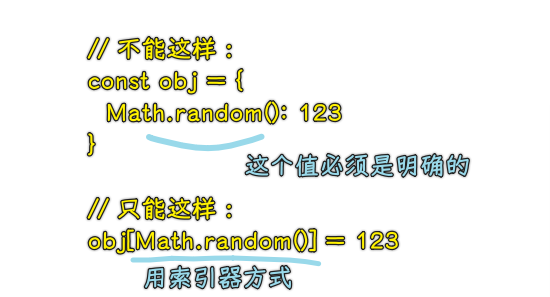 // 不能这样：
const obj = {
Math.random(): 123
}
这个值必须是明确的
// 只能这样：
obj[Math.random()] = 123
用索引器方式